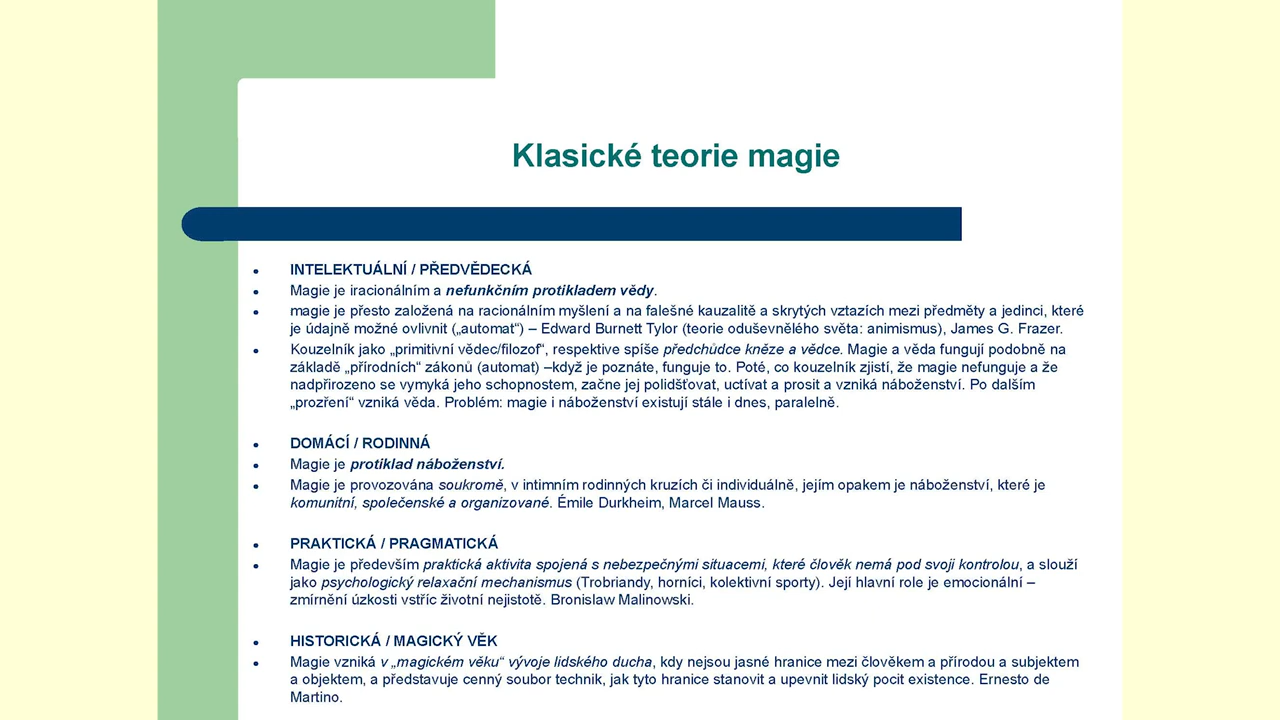 Klasické teorie magie
• INTELEKTUÁLNÍ / PŘEDVĚDECKÁ
• Magie je iracionálním a nefunkčním protikladem vědy.
• magie je přesto založená na racionálním myšlení a na falešné kauzalitě a skrytých vztazích mezi předměty a jedinci, které
je údajně možné ovlivnit („automat“) – Edward Burnett Tylor (teorie oduševnělého světa: animismus), James G. Frazer.
• Kouzelník jako „primitivní vědec/filozof“, respektive spíše předchůdce kněze a vědce. Magie a věda fungují podobně na
základě „přírodních“ zákonů (automat) –když je poznáte, funguje to. Poté, co kouzelník zjistí, že magie nefunguje a že
nadpřirozeno se vymyká jeho schopnostem, začne jej polidšťovat, uctívat a prosit a vzniká náboženství. Po dalším
„prozření“ vzniká věda. Problém: magie i náboženství existují stále i dnes, paralelně.
• DOMÁCÍ / RODINNÁ
• Magie je protiklad náboženství.
• Magie je provozována soukromě, v intimním rodinných kruzích či individuálně, jejím opakem je náboženství, které je
komunitní, společenské a organizované. Émile Durkheim, Marcel Mauss.
• PRAKTICKÁ / PRAGMATICKÁ
• Magie je především praktická aktivita spojená s nebezpečnými situacemi, které člověk nemá pod svoji kontrolou, a slouží
jako psychologický relaxační mechanismus (Trobriandy, horníci, kolektivní sporty). Její hlavní role je emocionální –
zmírnění úzkosti vstříc životní nejistotě. Bronislaw Malinowski.
• HISTORICKÁ / MAGICKÝ VĚK
• Magie vzniká v „magickém věku“ vývoje lidského ducha, kdy nejsou jasné hranice mezi člověkem a přírodou a subjektem
a objektem, a představuje cenný soubor technik, jak tyto hranice stanovit a upevnit lidský pocit existence. Ernesto de
Martino.